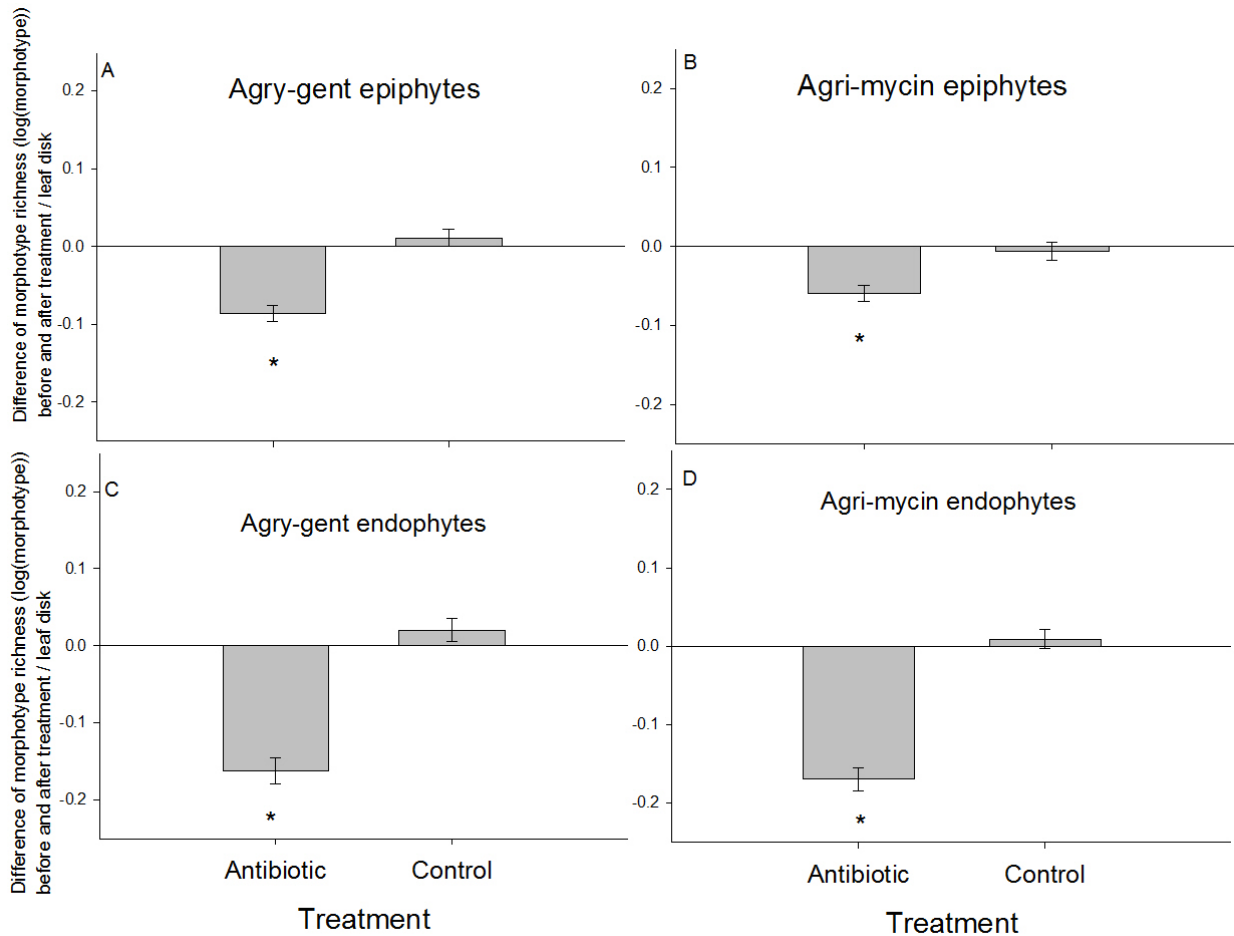 Difference of morphotype richness (log(morphotype))
before and after treatment / leaf disk
A
Agry-gent epiphytes
0.2
0.1
0.0
-0.1
-0.2
*
B
Agri-mycin epiphytes
0.2
0.1
0.0
-0.1
-0.2
*
Difference of morphotype richness (log(morphotype))
before and after treatment / leaf disk
C
Agry-gent endophytes
0.2
0.1
0.0
-0.1
-0.2
*
Antibiotic Control
Treatment
D
Agri-mycin endophytes
0.2
0.1
0.0
-0.1
-0.2
*
Antibiotic Control
Treatment